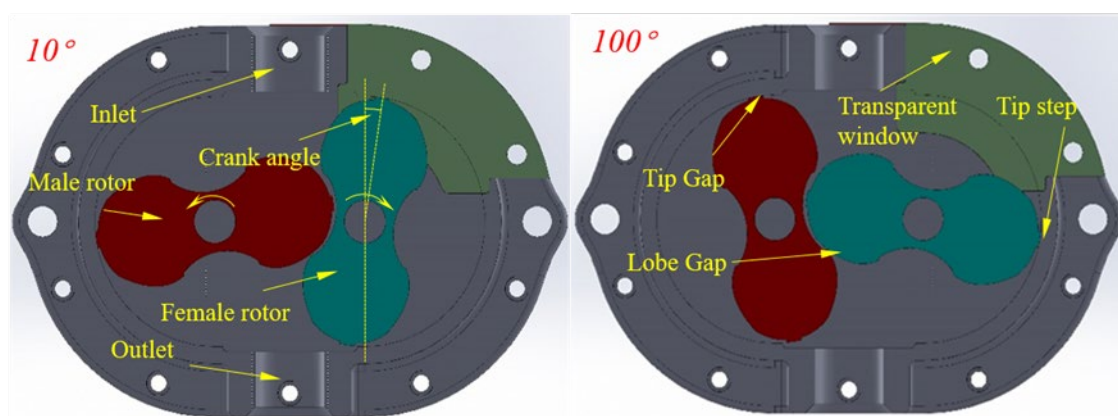 10°
Inlet
Crank angle
Male rotor
Female rotor
Outlet
100°
Transparent
window
Tip step
Tip Gap
Lobe Gap